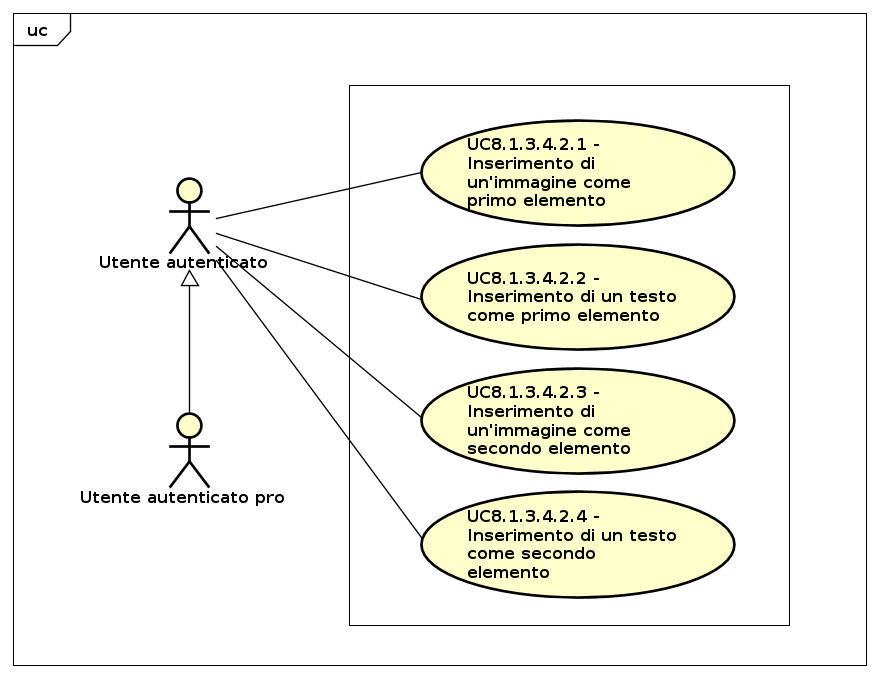 uc
UC8.1.3.4.2.1 -
Inserimento di
un'immagine come
primo elemento
Utente autenticato
UC8.1.3.4.2.2 -
Inserimento di un testo
come primo elemento
UC8.1.3.4.2.3 -
Inserimento di
un'immagine come
secondo elemento
Utente autenticato pro
UC8.1.3.4.2.4 -
Inserimento di un testo
come secondo
elemento